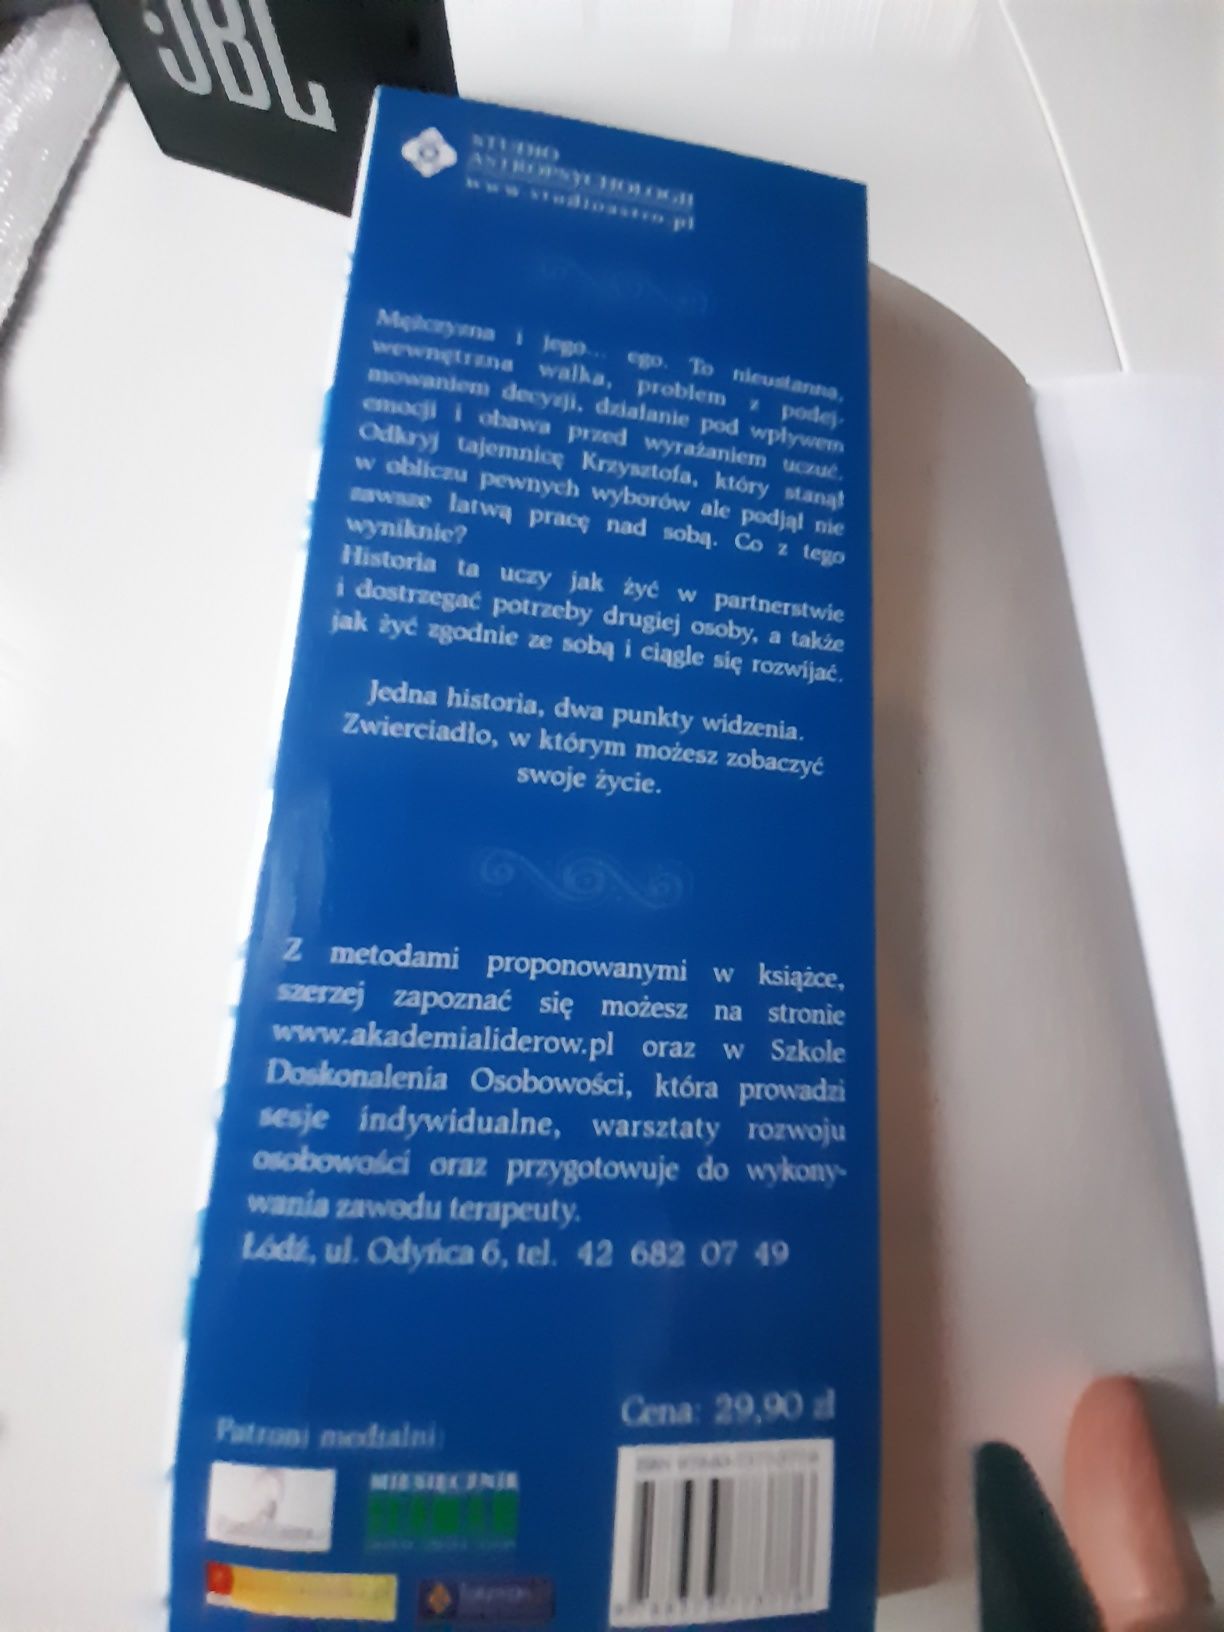 JBL
STUDIO
ASTROPSYCHOLOGII
www.studioastro.pl
Mężczyzna i jego... ego. To nieustanna,
wewnętrzna walka, problem z podej-
mowaniem decyzji, działanie pod wpływem
emocji i obawa przed wyrażaniem uczuć.
Odkryj tajemnicę Krzysztofa, który stanął
w obliczu pewnych wyborów ale podjął nie
zawsze łatwą pracę nad sobą. Co z tego
wyniknie?
Historia ta uczy jak żyć w partnerstwie
i dostrzegać potrzeby drugiej osoby, a także
jak żyć zgodnie ze sobą i ciągle się rozwijać.
Jedna historia, dwa punkty widzenia.
Zwierciadło, w którym możesz zobaczyć
swoje życie.
Z metodami proponowanymi w książce,
szerzej zapoznać się możesz na stronie
www.akademialiderow.pl oraz w Szkole
Doskonalenia Osobowości, która prowadzi
sesje indywidualne, warsztaty rozwoju
osobowości oraz przygotowuje do wykony-
wania zawodu terapeuty.
Łódź, ul. Odyńca 6, tel. 42 682 07 49
Cena: 29,90 zł
Patroni medialni:
MIESIĘCZNIK
ISBN